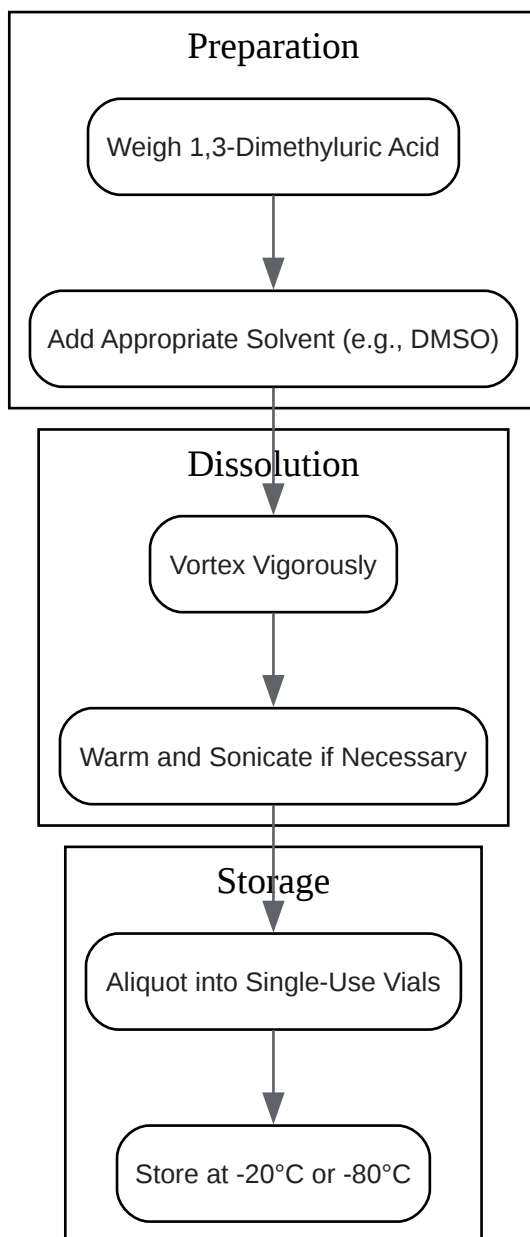 Preparation
Weigh 1,3-Dimethyluric Acid
Add Appropriate Solvent (e.g., DMSO)
Dissolution
Vortex Vigorously
Warm and Sonicate if Necessary
Storage
Aliquot into Single-Use Vials
Store at -20°C or -80°C